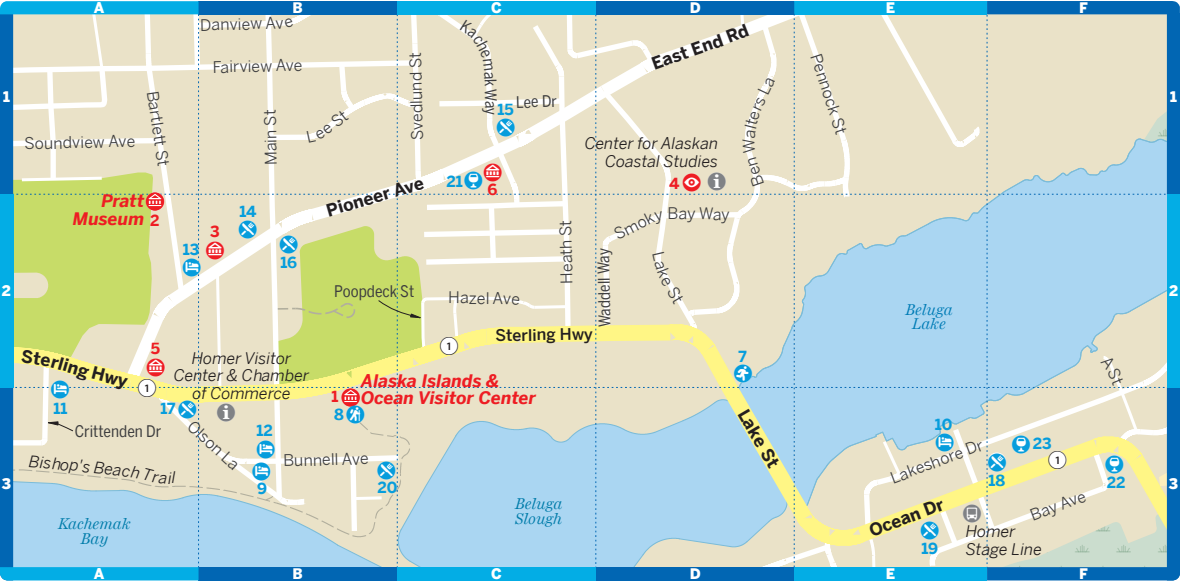 A
B
C
D
E
F
Danview Ave
Fairview Ave
Kachemak Way
East End Rd
Svedlund St
Pennock St
1
1
Bartlett St
Main St
Lee St
15
Lee Dr
Ben Walters La
Soundview Ave
Center for Alaskan
Coastal Studies
21
6
4
Pratt
Museum 2
Pioneer Ave
14
3
13
16
Smoky Bay Way
Heath St
Waddell Way
Lake St
2
2
Poopdeck St
Hazel Ave
Beluga
Lake
Sterling Hwy
1
Sterling Hwy
5
Homer Visitor
Center & Chamber
of Commerce
7
A St
1
Alaska Islands &
1 Ocean Visitor Center
8
11
17
Crittenden Dr
Olson La
12
10
23
Lake St
Lakeshore Dr
1
Bishop's Beach Trail
Bunnell Ave
9
20
18
22
3
3
Kachemak
Bay
Beluga
Slough
Ocean Dr
Bay Ave
19
Homer
Stage Line
A
B
C
D
E
F